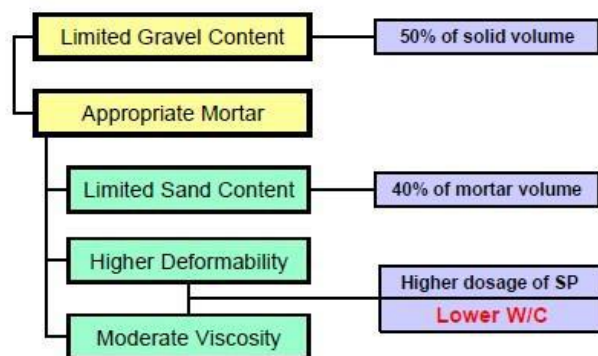 Limited Gravel Content
50% of solid volume
Appropriate Mortar
Limited Sand Content
40% of mortar volume
Higher Deformability
Higher dosage of SP
Lower W/C
Moderate Viscosity